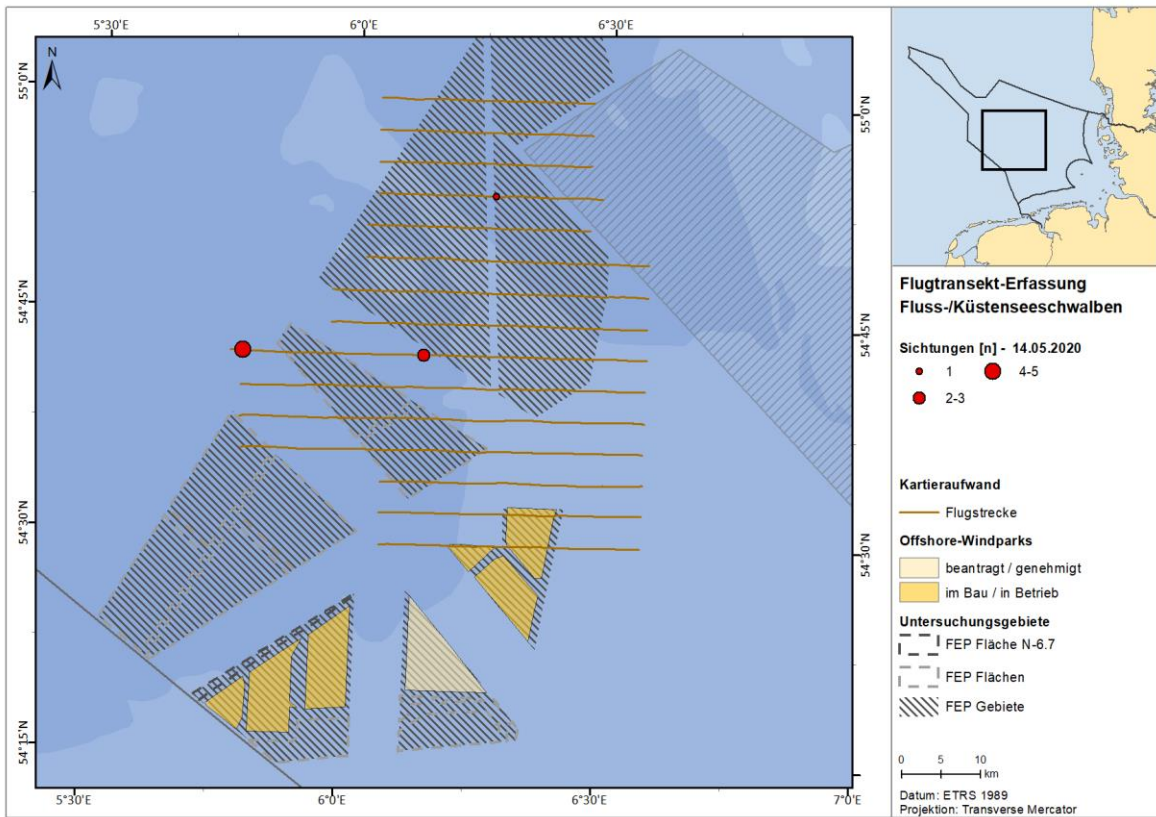 5°30'E 6°0'E 6°30'E
N
55°0'N
55°0'N
54°45'N
54°45'N
54°30'N
54°30'N
54°15'N
5°30'E 6°0'E 6°30'E 7°0'E
Flugtransekt-Erfassung
Fluss-/Küstenseeschwalben
Sichtungen [n] - 14.05.2020
1 4-5
2-3
Kartieraufwand
Flugstrecke
Offshore-Windparks
beantragt / genehmigt
im Bau / in Betrieb
Untersuchungsgebiete
FEP Fläche N-6.7
FEP Flächen
FEP Gebiete
0 5 10
km
Datum: ETRS 1989
Projektion: Transverse Mercator